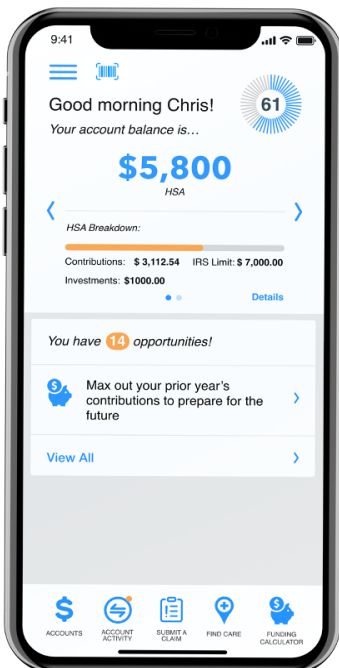 9:41
Good morning Chris!
61
Your account balance is...
$5,800
HSA
HSA Breakdown:
Contributions: $ 3,112.54 IRS Limit: $ 7,000.00
Investments: $1000.00
Details
You have 14 opportunities!
Max out your prior year's
contributions to prepare for the
future
View All
ACCOUNTS
ACCOUNT
ACTIVITY
SUBMIT A
CLAIM
FIND CARE
FUNDING
CALCULATOR